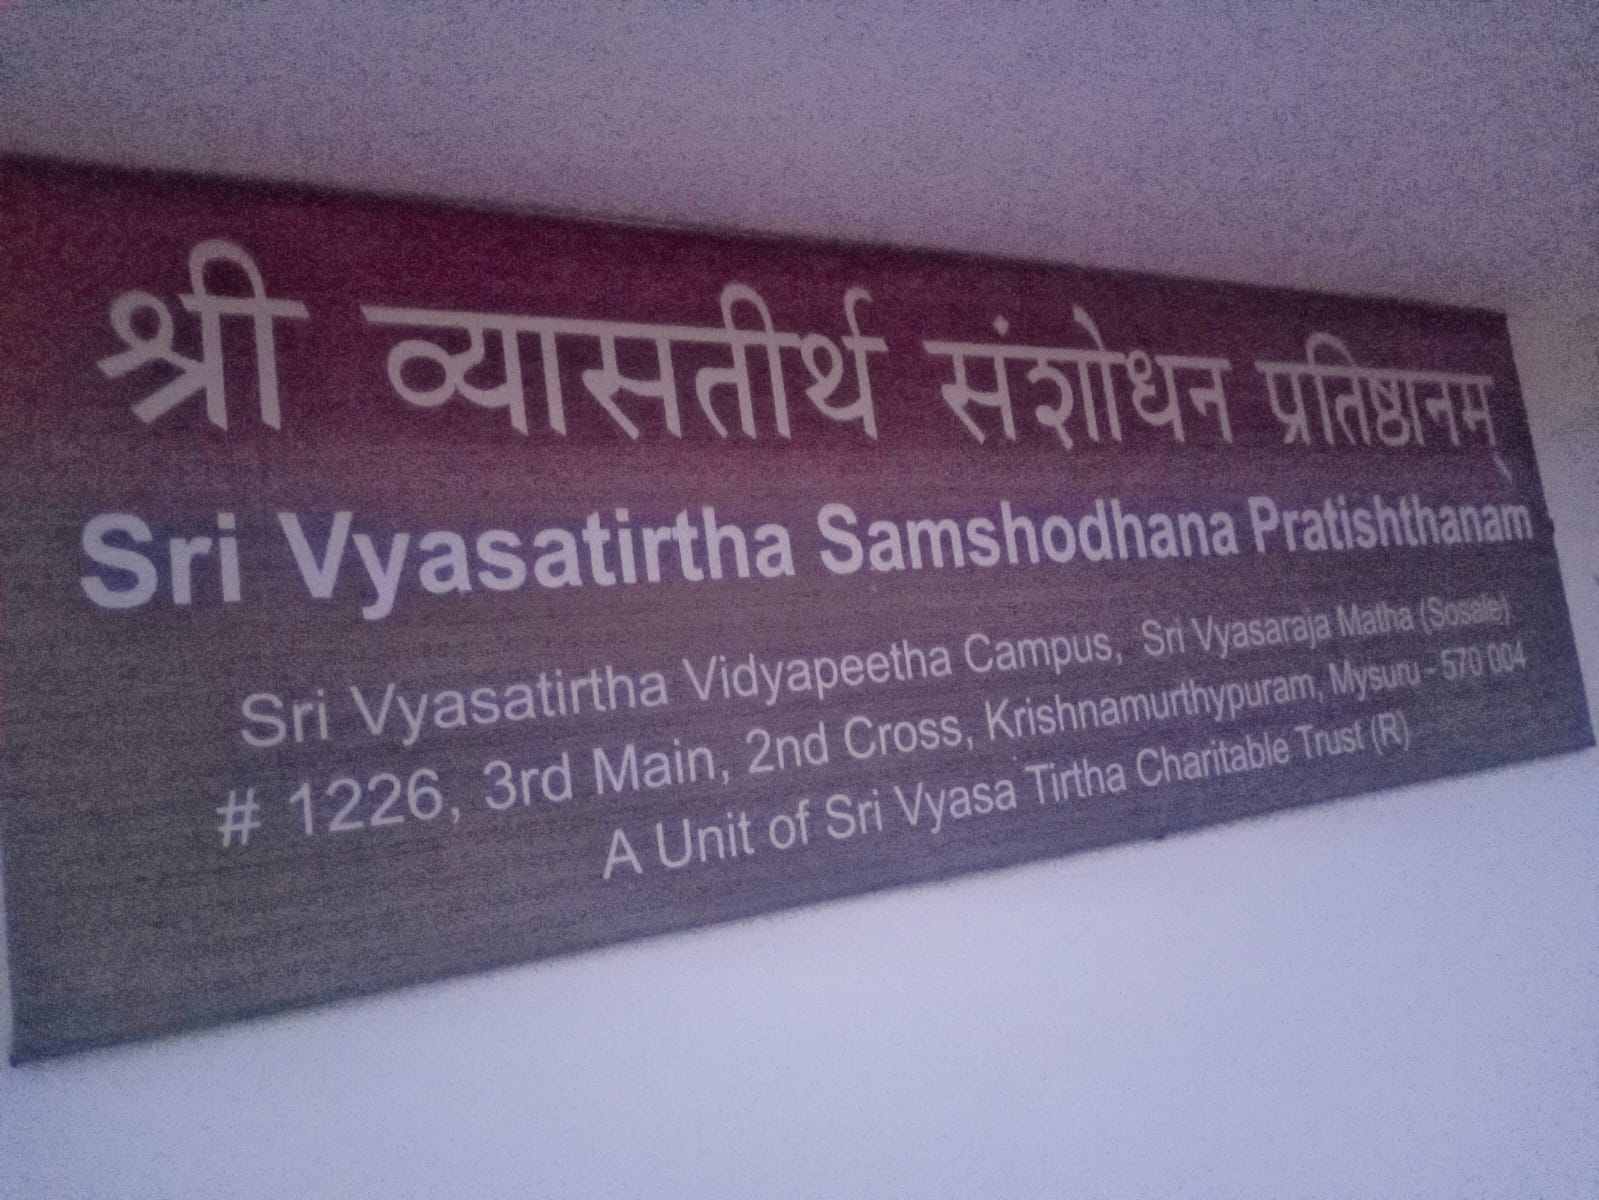 श्री व्यासतीर्थ संशोधन प्रतिष्ठानम्
Sri Vyasatirtha Samshodhana Pratishthanam
Sri Vyasatirtha Vidyapeetha Campus, Sri Vyasaraja Matha (Sosale)
# 1226, 3rd Main, 2nd Cross, Krishnamurthypuram, Mysuru - 570 004
A Unit of Sri Vyasa Tirtha Charitable Trust (R)